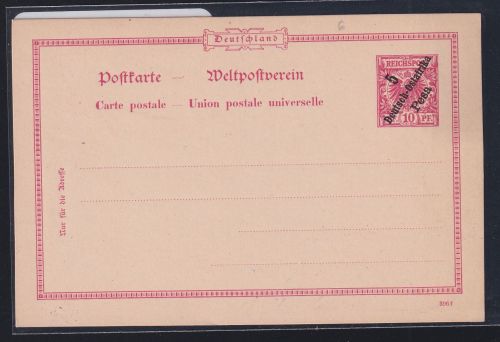 6
Deutschland
Postkarte — Weltpostverein
Carte postale — Union postale universelle
REICHSPOST
5
Deutsch-Ostafrika
Pesa
10 PF.
Nur für die Adresse